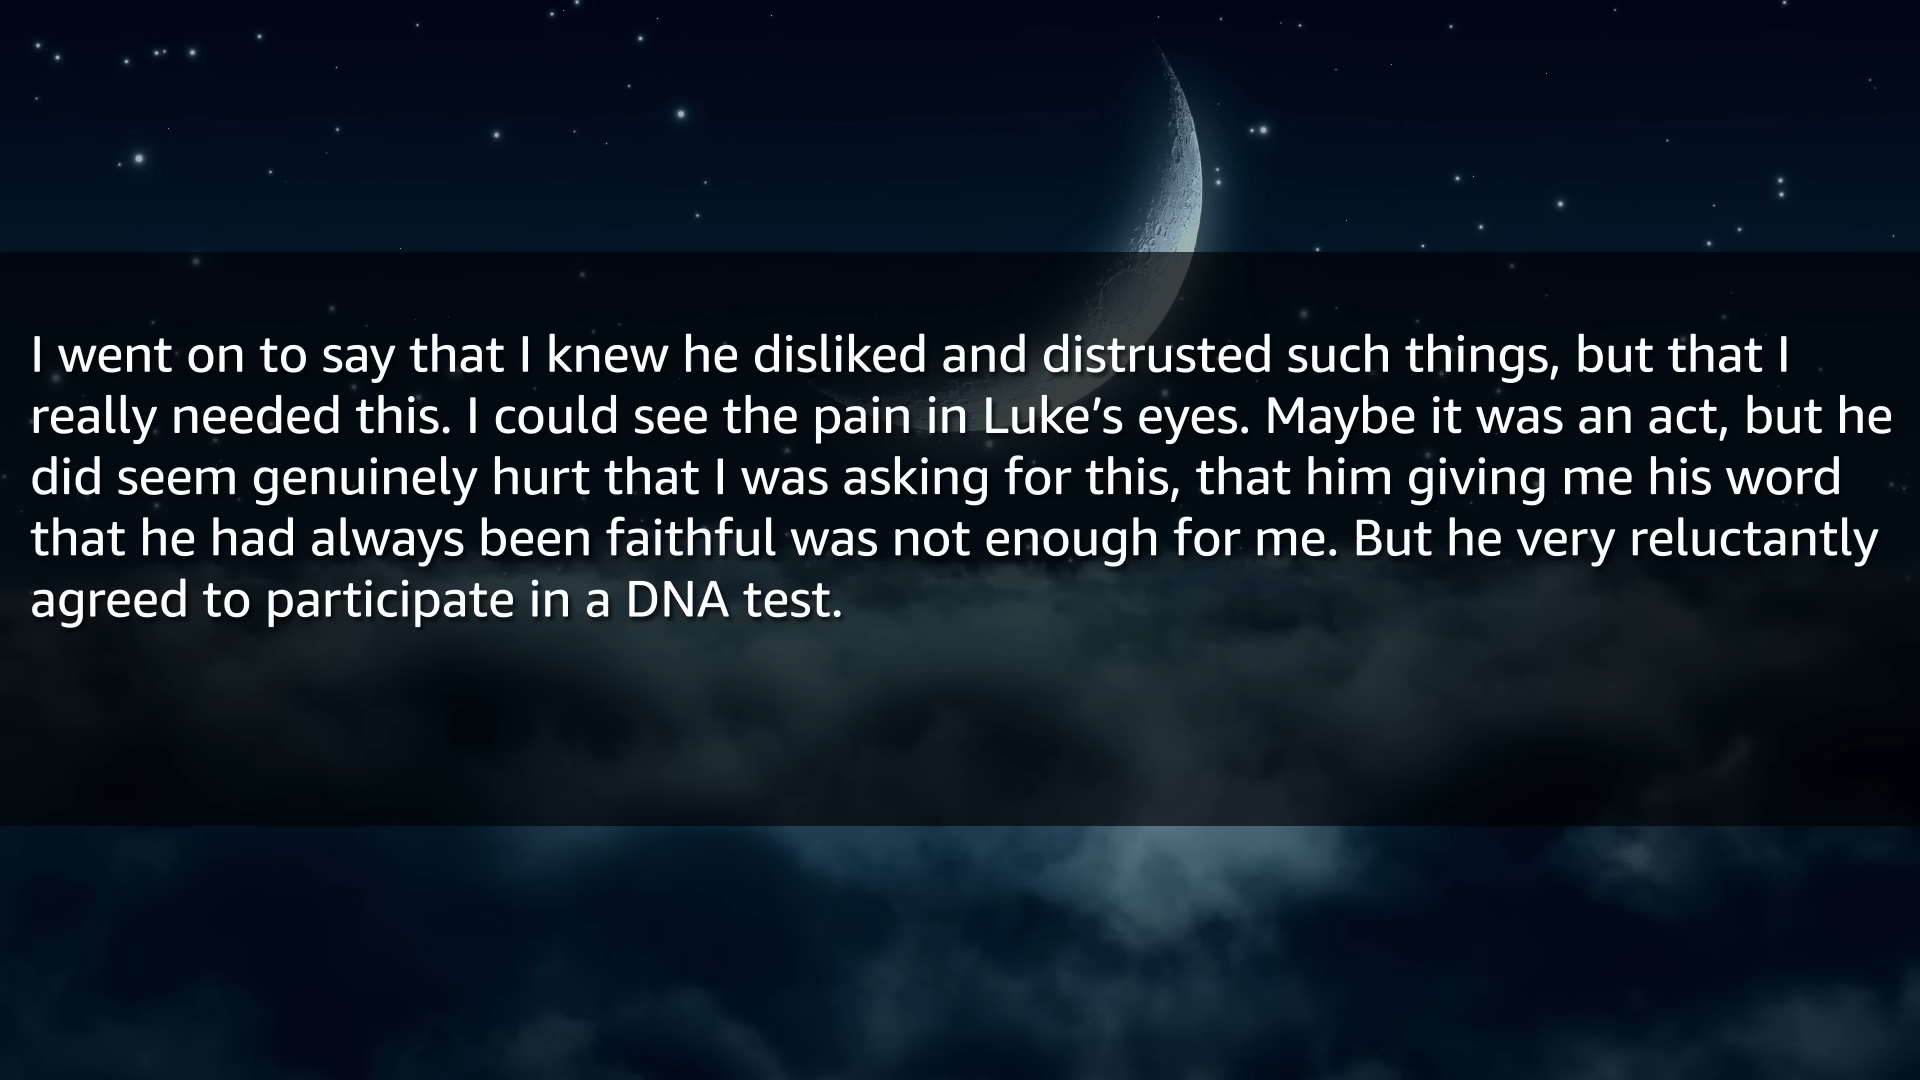 I went on to say that I knew he disliked and distrusted such things, but that I
really needed this. I could see the pain in Luke’s eyes. Maybe it was an act, but he
did seem genuinely hurt that I was asking for this, that him giving me his word
that he had always been faithful was not enough for me. But he very reluctantly
agreed to participate in a DNA test.